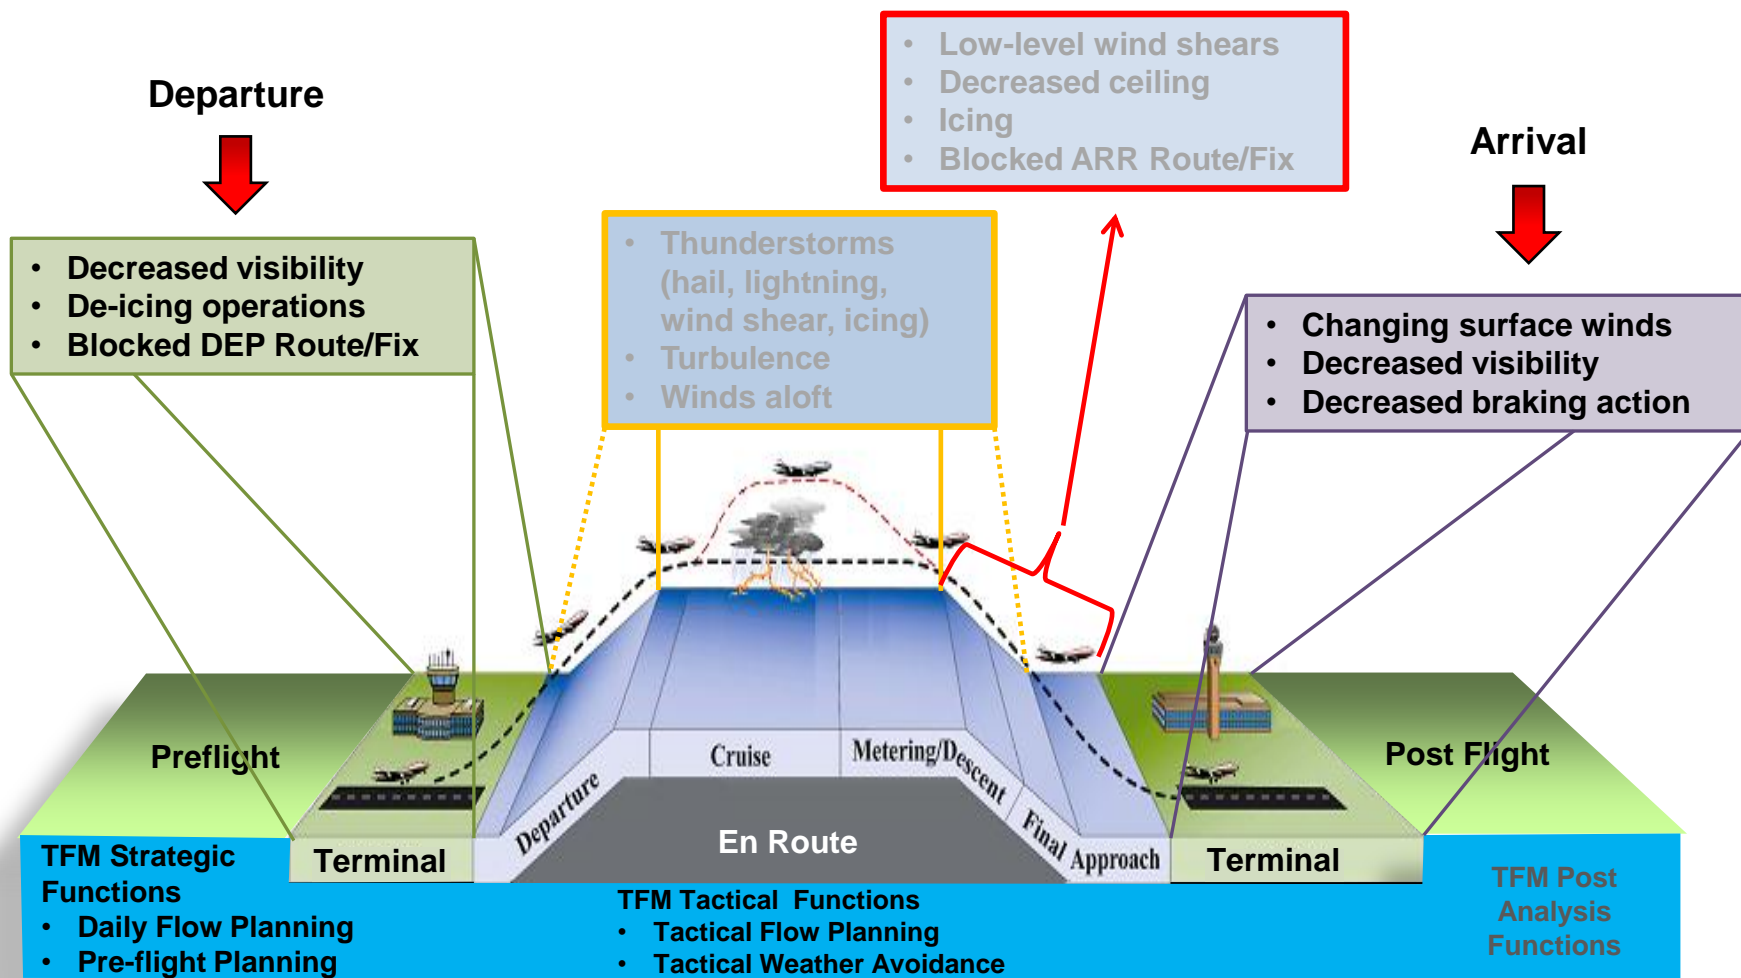 Departure
• Decreased visibility
• De-icing operations
• Blocked DEP Route/Fix
• Thunderstorms
(hail, lightning,
wind shear, icing)
• Turbulence
• Winds aloft
• Low-level wind shears
• Decreased ceiling
• Icing
• Blocked ARR Route/Fix
Arrival
• Changing surface winds
• Decreased visibility
• Decreased braking action
Preflight
Departure
Cruise
Metering/Descent
Final Approach
Post Flight
Terminal
En Route
Terminal
TFM Strategic
Functions
• Daily Flow Planning
• Pre-flight Planning
TFM Tactical Functions
• Tactical Flow Planning
• Tactical Weather Avoidance
TFM Post
Analysis
Functions